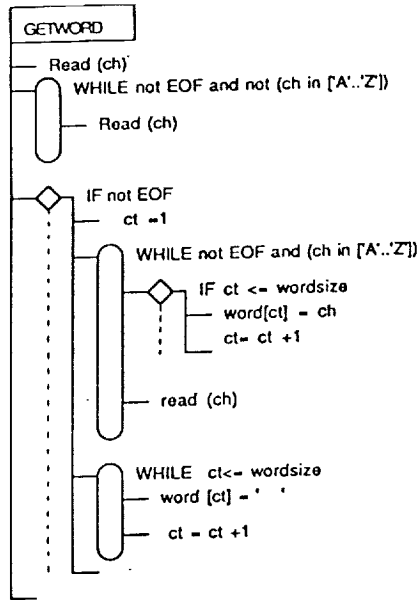 GETWORD
Read (ch)
WHILE not EOF and not (ch in ['A'..'Z'])
Read (ch)
IF not EOF
ct =1
WHILE not EOF and (ch in ['A'..'Z'])
IF ct <= wordsize
word[ct] = ch
ct= ct +1
read (ch)
WHILE ct<= wordsize
word [ct] = ' '
ct = ct +1